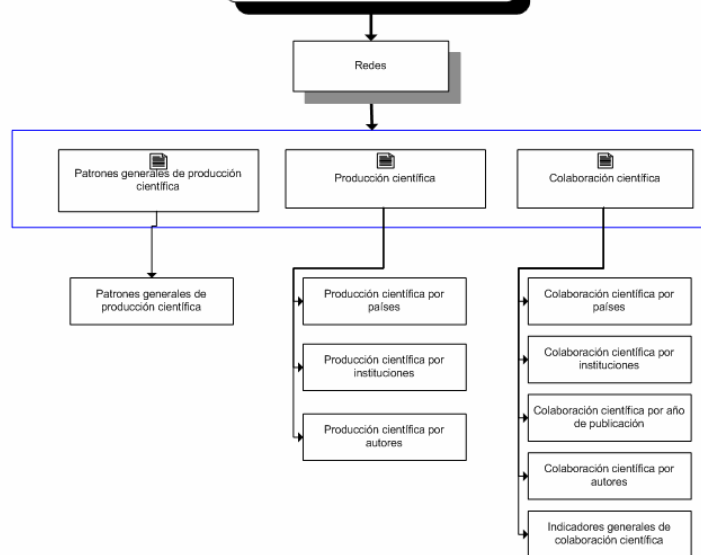 Redes
Patrones generales de producción
científica
Producción científica
Colaboración científica
Patrones generales de
producción científica
Producción científica por
países
Producción científica por
instituciones
Producción científica por
autores
Colaboración científica por
países
Colaboración científica por
instituciones
Colaboración científica por año
de publicación
Colaboración científica por
autores
Indicadores generales de
colaboración científica